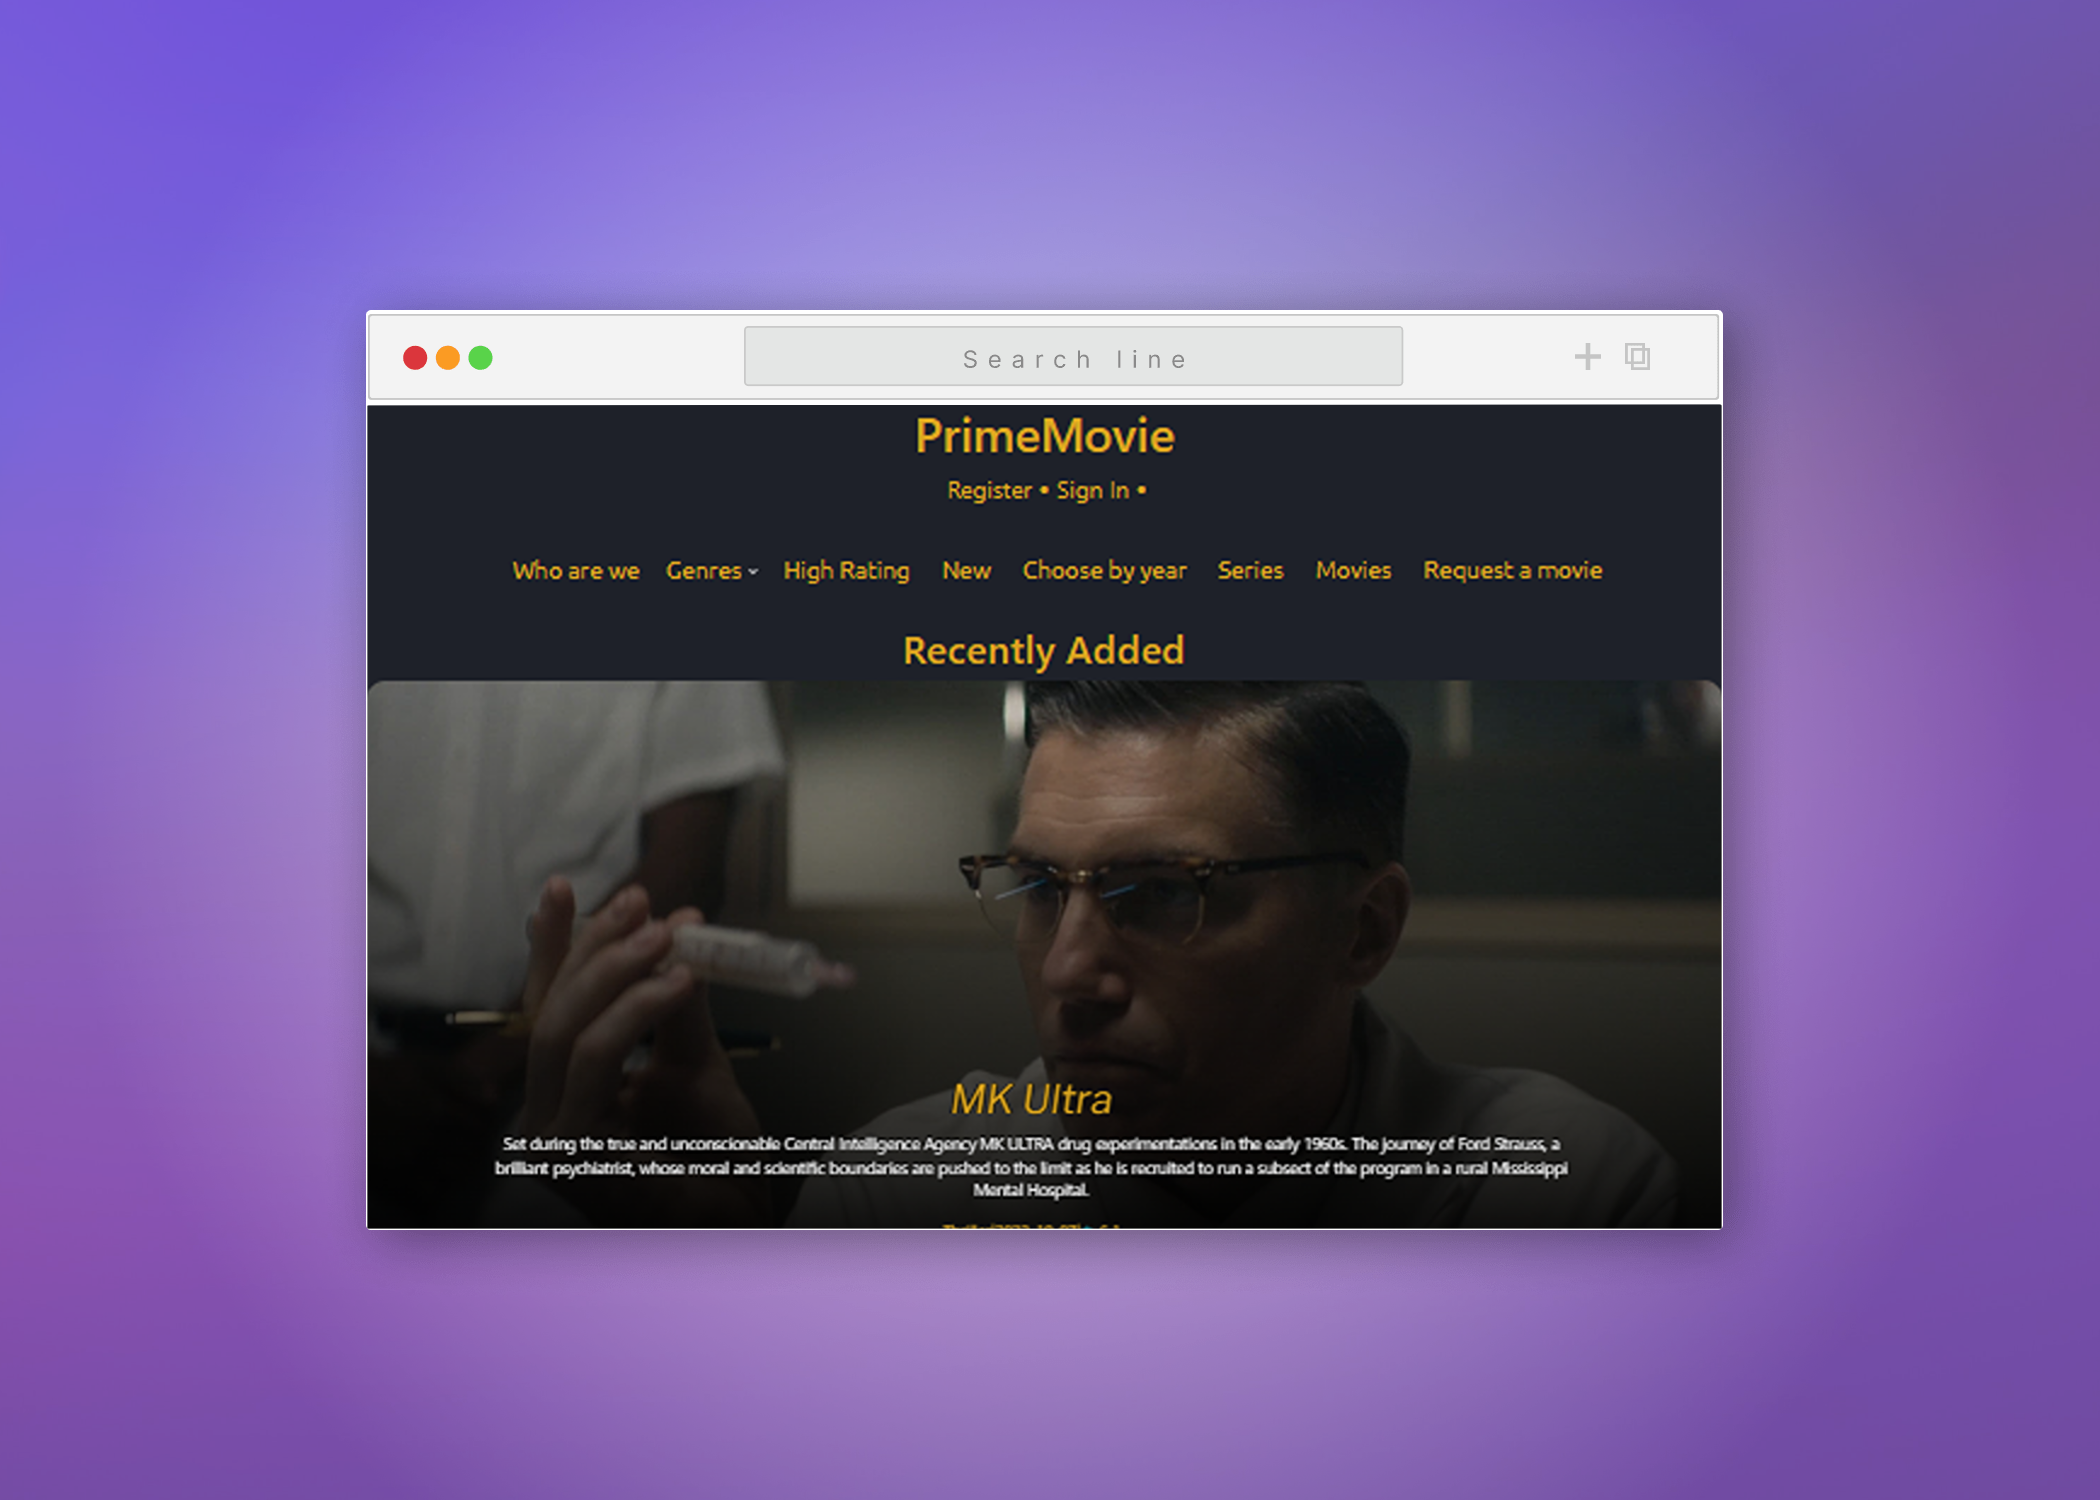 Search line
PrimeMovie
Register • Sign In •
Who are we Genres High Rating New Choose by year Series Movies Request a movie
Recently Added
MK Ultra
Set during the true and unconscionable Central Intelligence Agency MK ULTRA drug experimentations in the early 1960s. The journey of Ford Strauss, a
brilliant psychiatrist, whose moral and scientific boundaries are pushed to the limit as he is recruited to run a subsect of the program in a rural Mississippi
Mental Hospital.